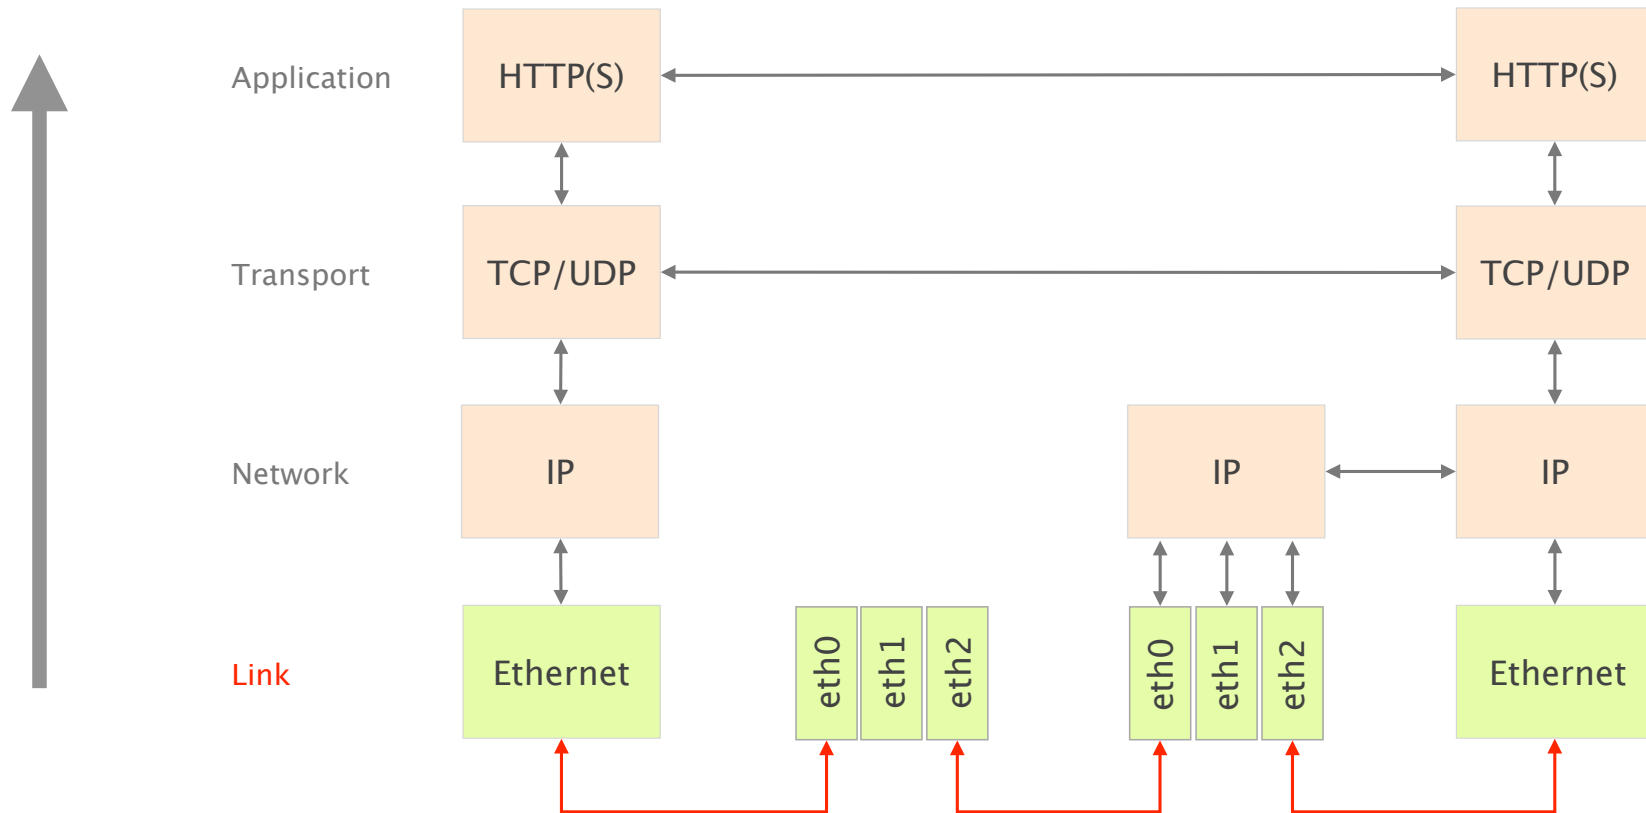 Application
HTTP(S)
HTTP(S)
Transport
TCP/UDP
TCP/UDP
Network
IP
IP
IP
Link
Ethernet
eth0
eth1
eth2
eth0
eth1
eth2
Ethernet